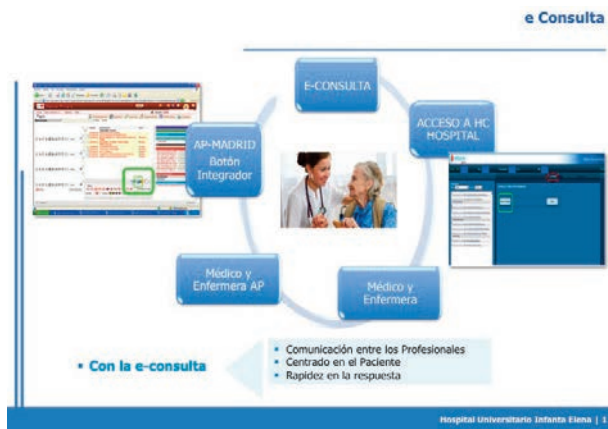 e Consulta
E-CONSULTA
ACCESO A HC
HOSPITAL
AP-MADRID
Botón
Integrador
Médico y
Enfermera AP
Médico y
Enfermera
▪ Con la e-consulta
▪ Comunicación entre los Profesionales
▪ Centrado en el Paciente
▪ Rapidez en la respuesta
Hospital Universitario Infanta Elena | 1